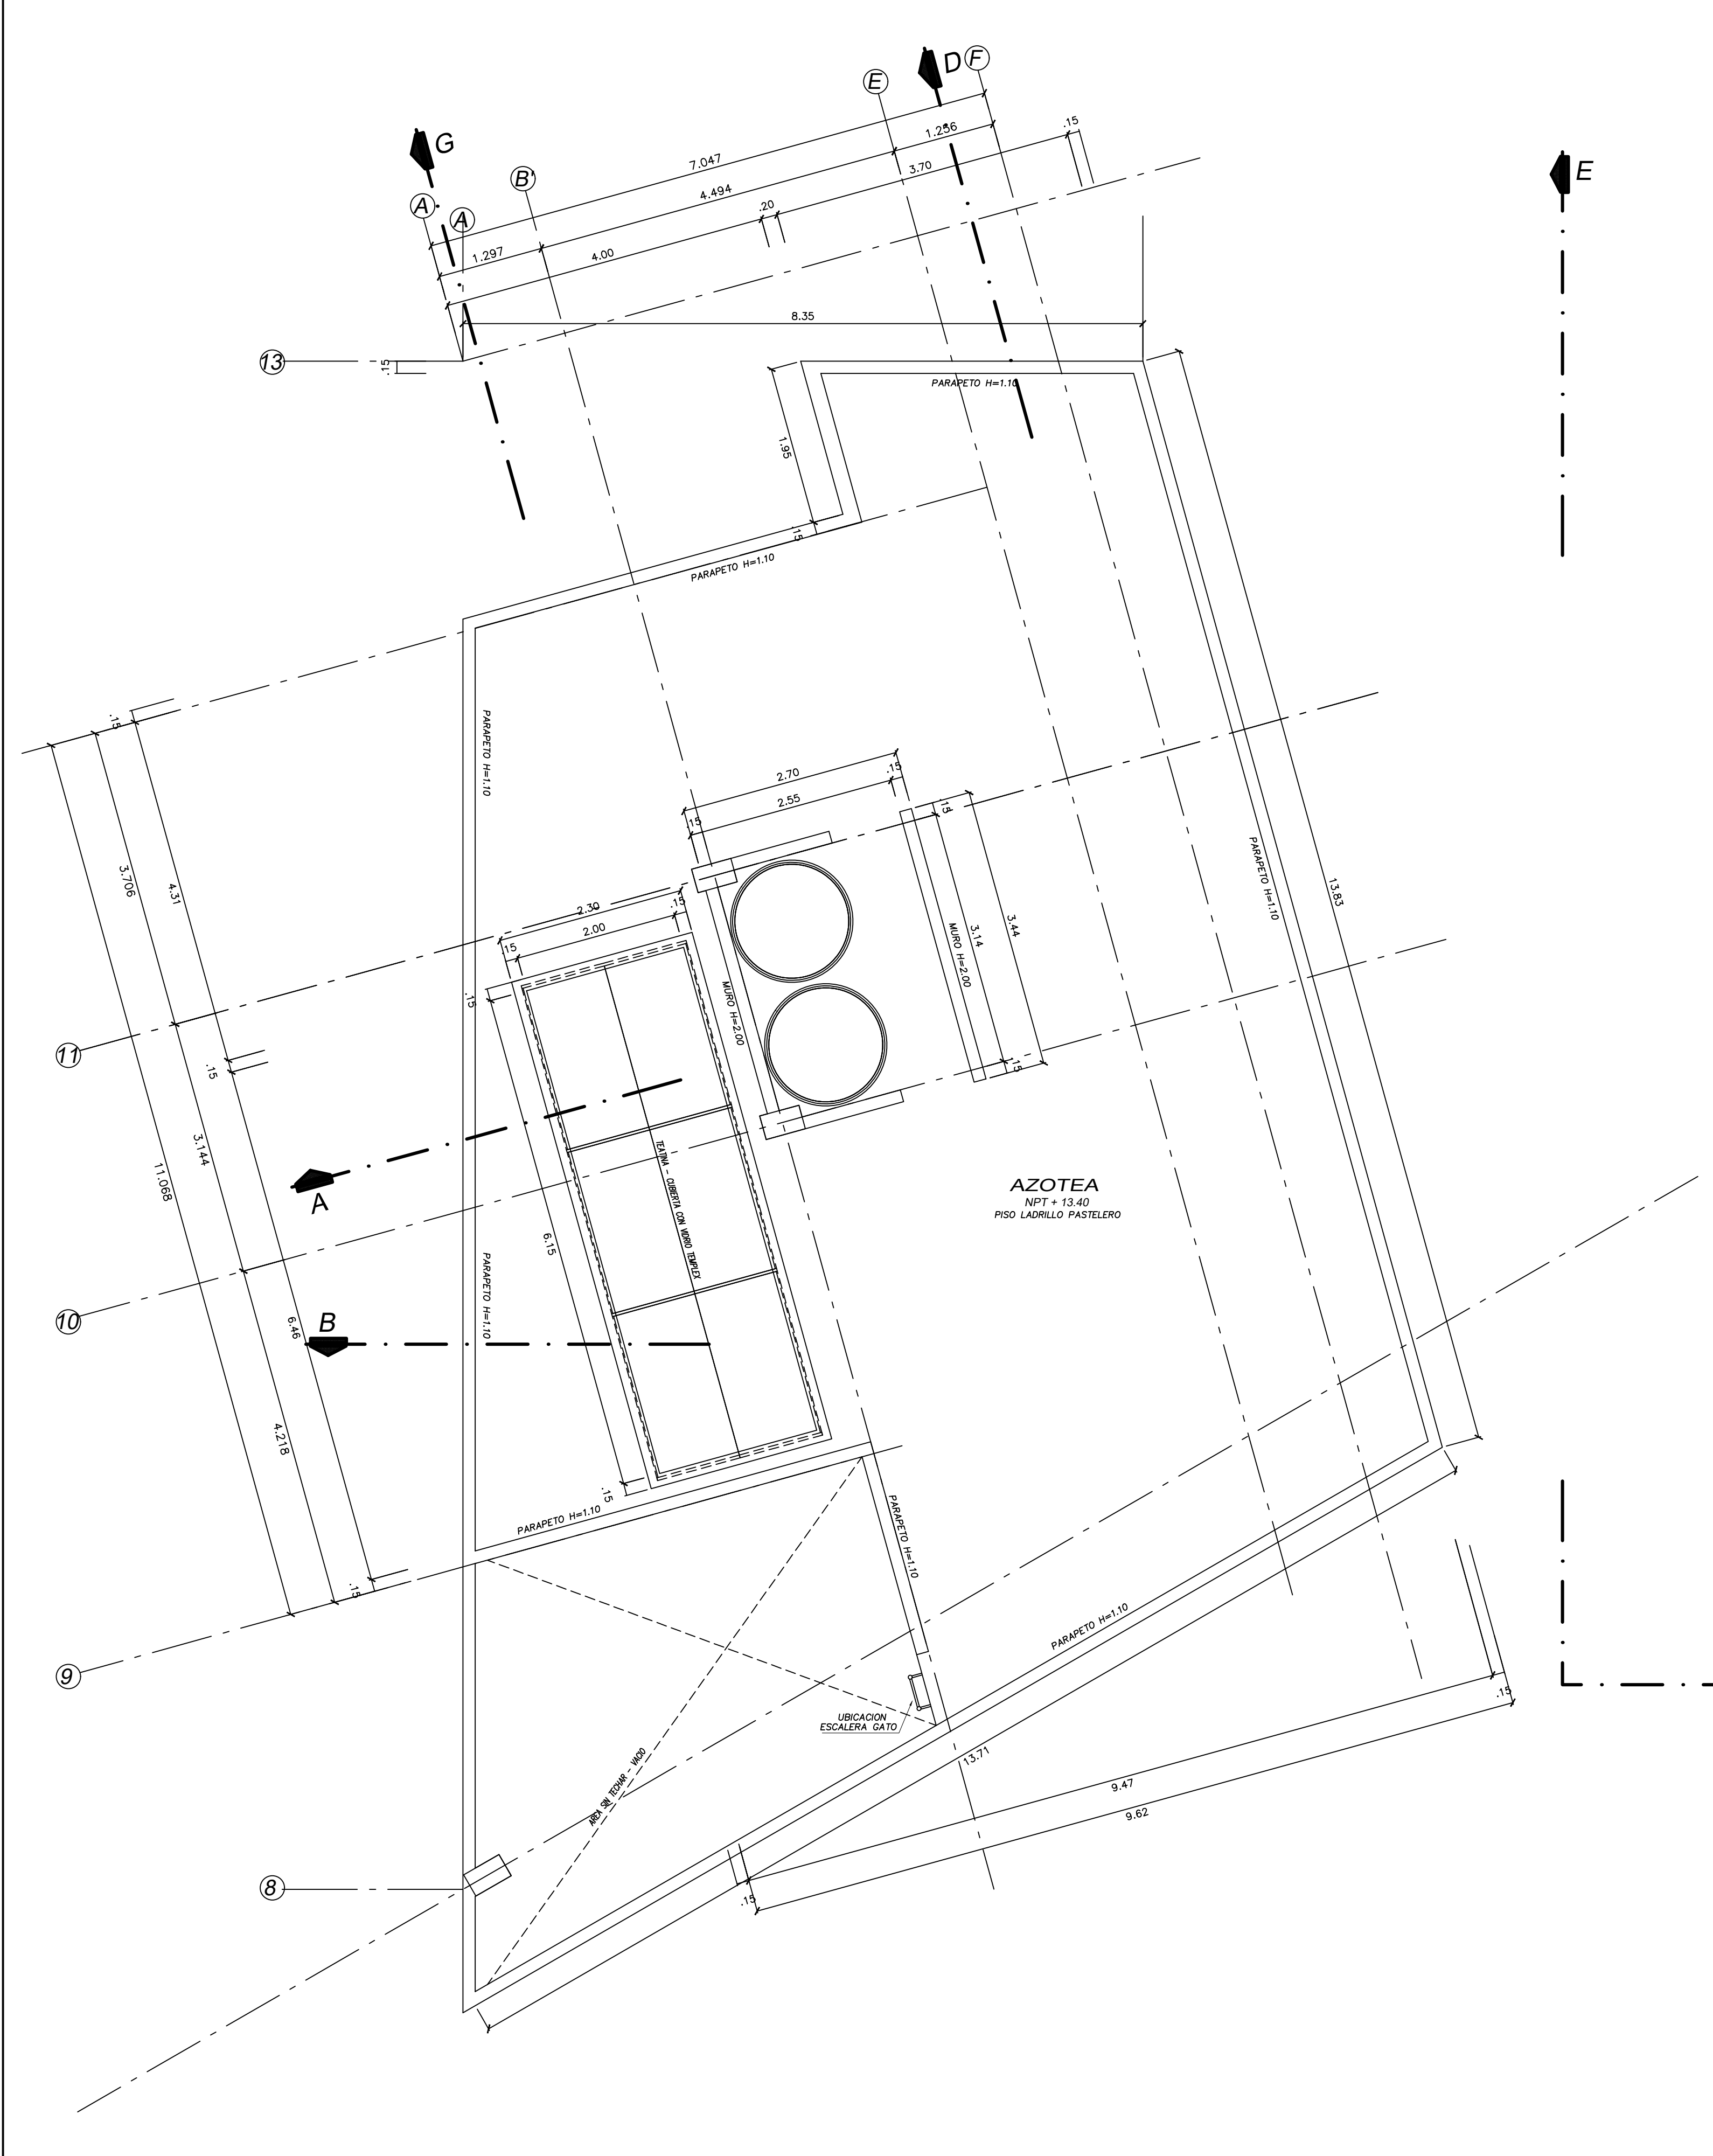 D
F
E
G
B'
A
A
E
7.047
1.256
.15
4.494
3.70
.20
1.297
4.00
8.35
13
.15
PARAPETO H=1.10
1.95
.15
PARAPETO H=1.10
.15
PARAPETO H=1.10
2.70
.15
2.55
.15
.15
3.706
4.31
2.30
.15
2.00
.15
.15
MURO H=2.00
3.14
3.44
MURO H=2.00
PARAPETO H=1.10
13.83
11
.15
.15
3.144
11.068
A
TEATINA - CUBIERTA CON VIDRIO TEMPLEX
AZOTEA
NPT + 13.40
PISO LADRILLO PASTELERO
6.15
PARAPETO H=1.10
10
B
6.46
4.218
.15
PARAPETO H=1.10
PARAPETO H=1.10
.15
9
PARAPETO H=1.10
UBICACION
ESCALERA GATO
AREA SIN TECHAR - VACIO
13.71
9.47
9.62
.15
.15
8